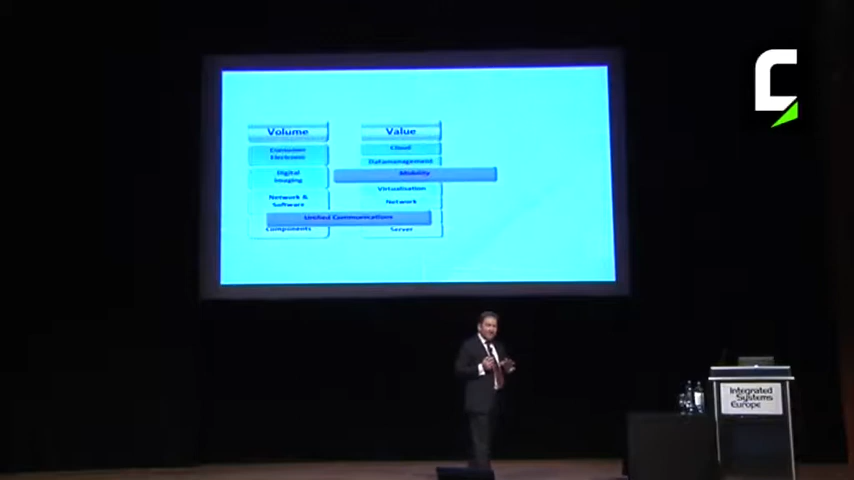 Volume
Value
Consumer
Electronic
Digital
Imaging
Network &
Software
Components
Cloud
Datamanagement
Mobility
Virtualisation
Network
Unified Communications
Server
Integrated
Systems
Europe